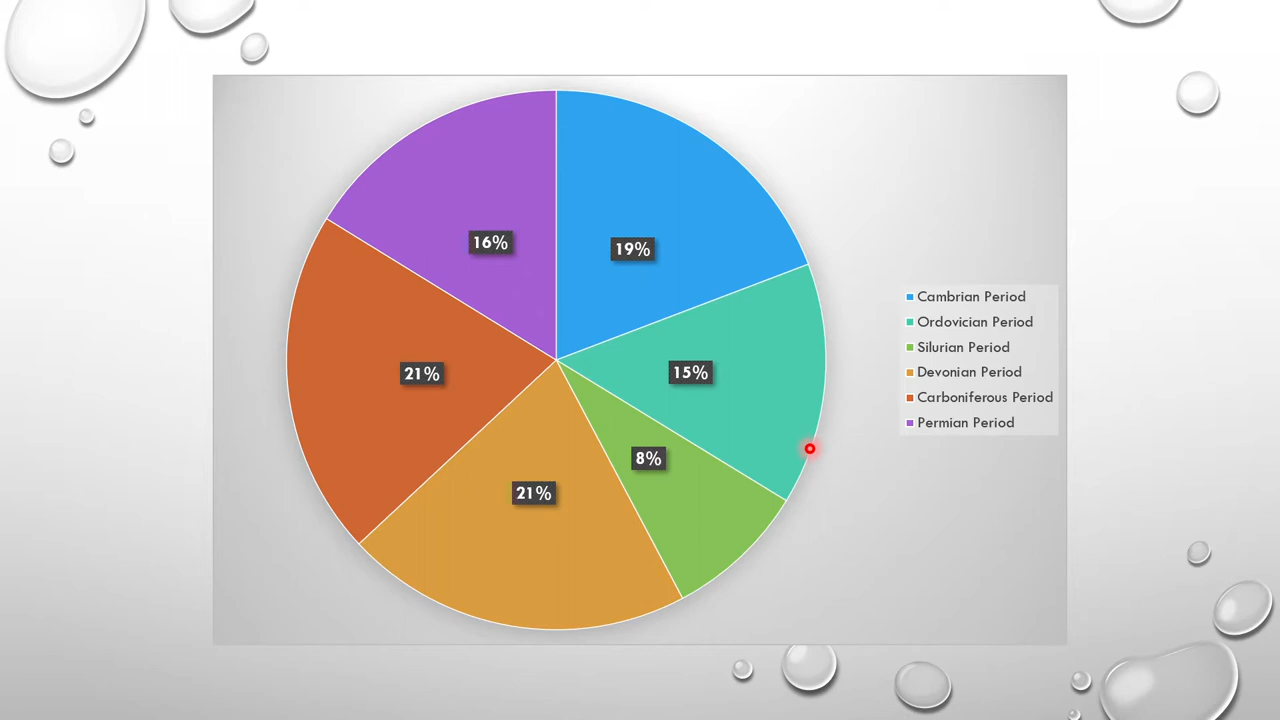 16%
19%
21%
15%
8%
21%
Cambrian Period
Ordovician Period
Silurian Period
Devonian Period
Carboniferous Period
Permian Period